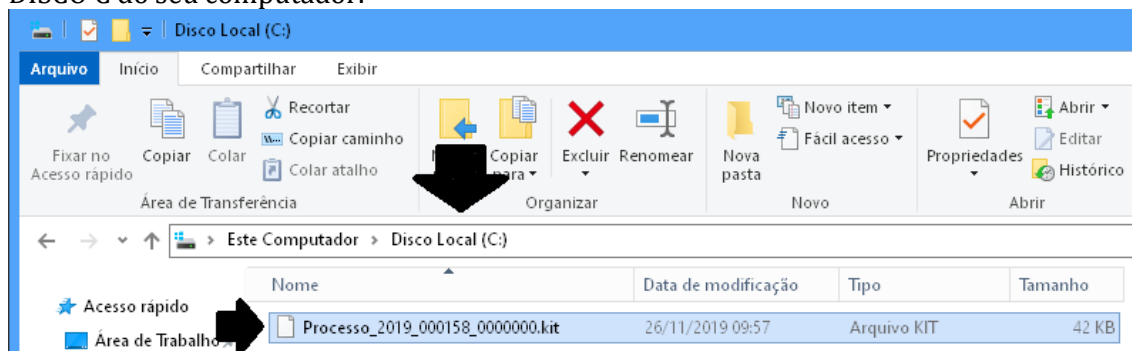 Disco C do seu computador.
Disco Local (C:)
Arquivo Início Compartilhar Exibir
Recortar
Copiar caminho
Colar atalho
Fixar no
Acesso rápido
Copiar
Colar
Copiar
para
Excluir
Renomear
Nova
pasta
Novo item
Fácil acesso
Propriedades
Abrir
Editar
Histórico
Área de Transferência
Organizar
Novo
Abrir
Este Computador > Disco Local (C:)
Nome Data de modificação Tipo Tamanho
Acesso rápido
Área de Trabalho
Processo_2019_000158_0000000.kit 26/11/2019 09:57 Arquivo KIT 42 KB